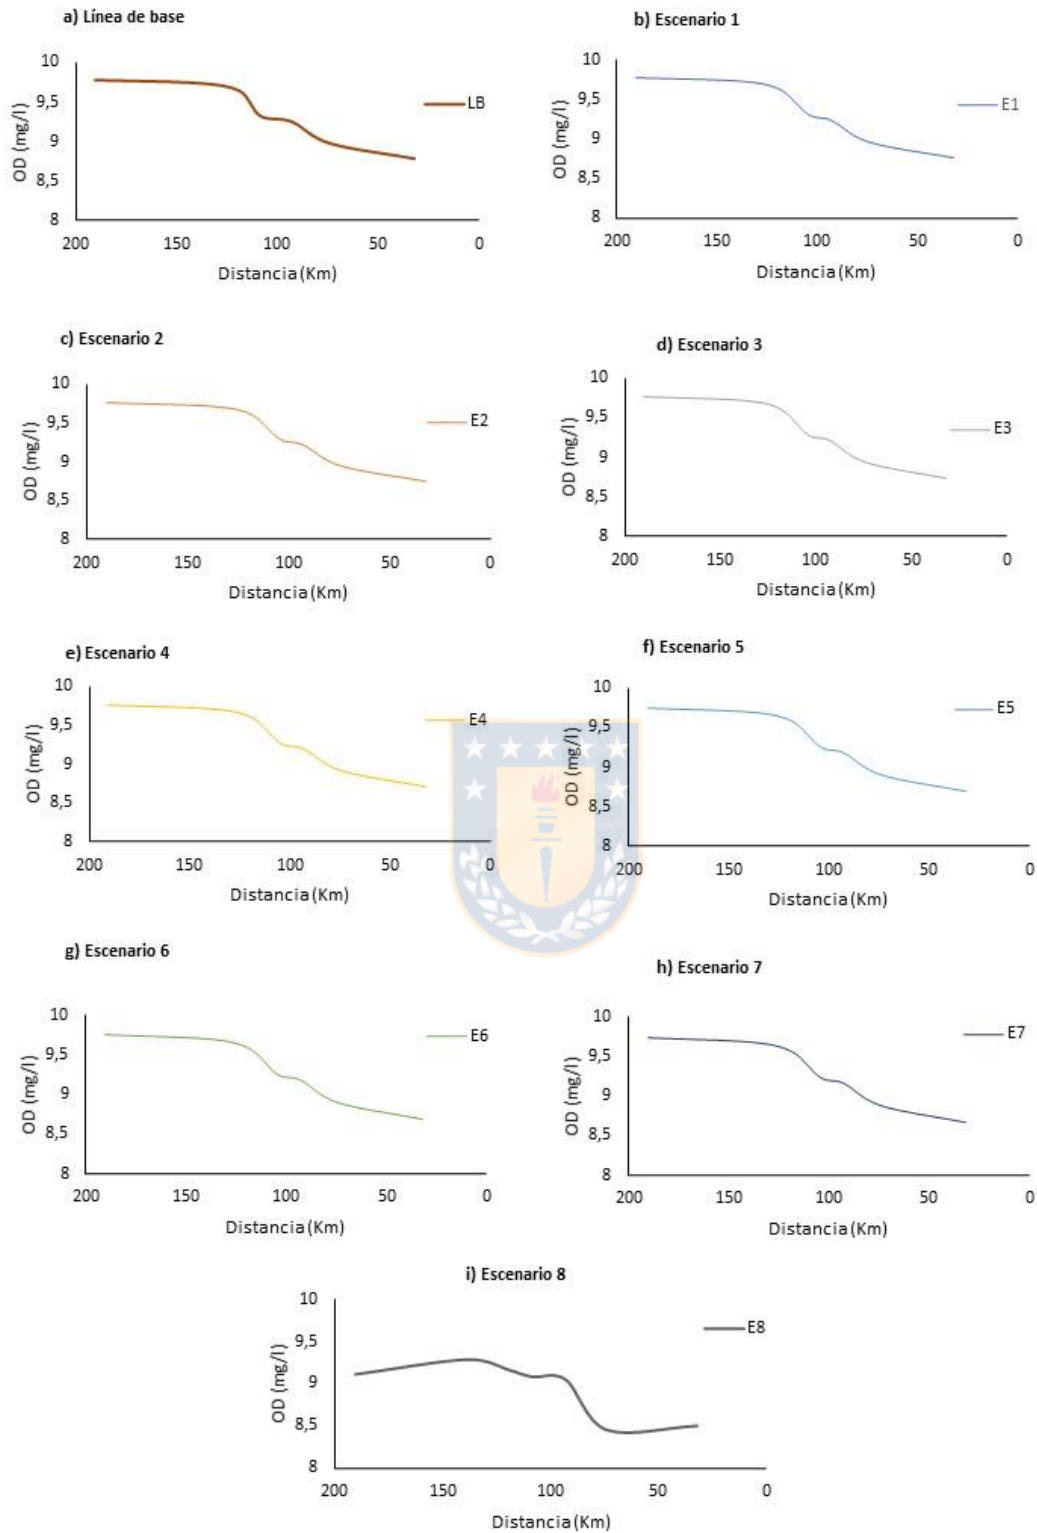 a) Línea de base
10
9,5
9
8,5
8
OD (mg/l)
LB
200 150 100 50 0
Distancia (Km)
b) Escenario 1
10
9,5
9
8,5
8
OD (mg/l)
E1
200 150 100 50 0
Distancia (Km)
c) Escenario 2
10
9,5
9
8,5
8
OD (mg/l)
E2
200 150 100 50 0
Distancia (Km)
d) Escenario 3
10
9,5
9
8,5
8
OD (mg/l)
E3
200 150 100 50 0
Distancia (Km)
e) Escenario 4
10
9,5
9
8,5
8
OD (mg/l)
E4
200 150 100 50 0
Distancia (Km)
f) Escenario 5
10
9,5
9
8,5
8
OD (mg/l)
E5
200 150 100 50 0
Distancia (Km)
g) Escenario 6
10
9,5
9
8,5
8
OD (mg/l)
E6
200 150 100 50 0
Distancia (Km)
h) Escenario 7
10
9,5
9
8,5
8
OD (mg/l)
E7
200 150 100 50 0
Distancia (Km)
i) Escenario 8
10
9,5
9
8,5
8
OD (mg/l)
E8
200 150 100 50 0
Distancia (Km)